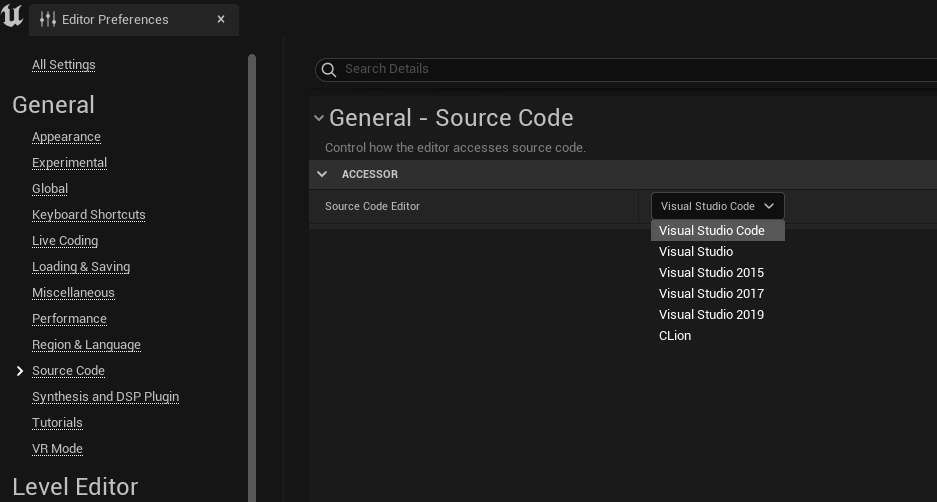 Editor Preferences
All Settings
General
Appearance
Experimental
Global
Keyboard Shortcuts
Live Coding
Loading & Saving
Miscellaneous
Performance
Region & Language
Source Code
Synthesis and DSP Plugin
Tutorials
VR Mode
Level Editor
Search Details
General - Source Code
Control how the editor accesses source code.
ACCESSOR
Source Code Editor
Visual Studio Code
Visual Studio Code
Visual Studio
Visual Studio 2015
Visual Studio 2017
Visual Studio 2019
CLion